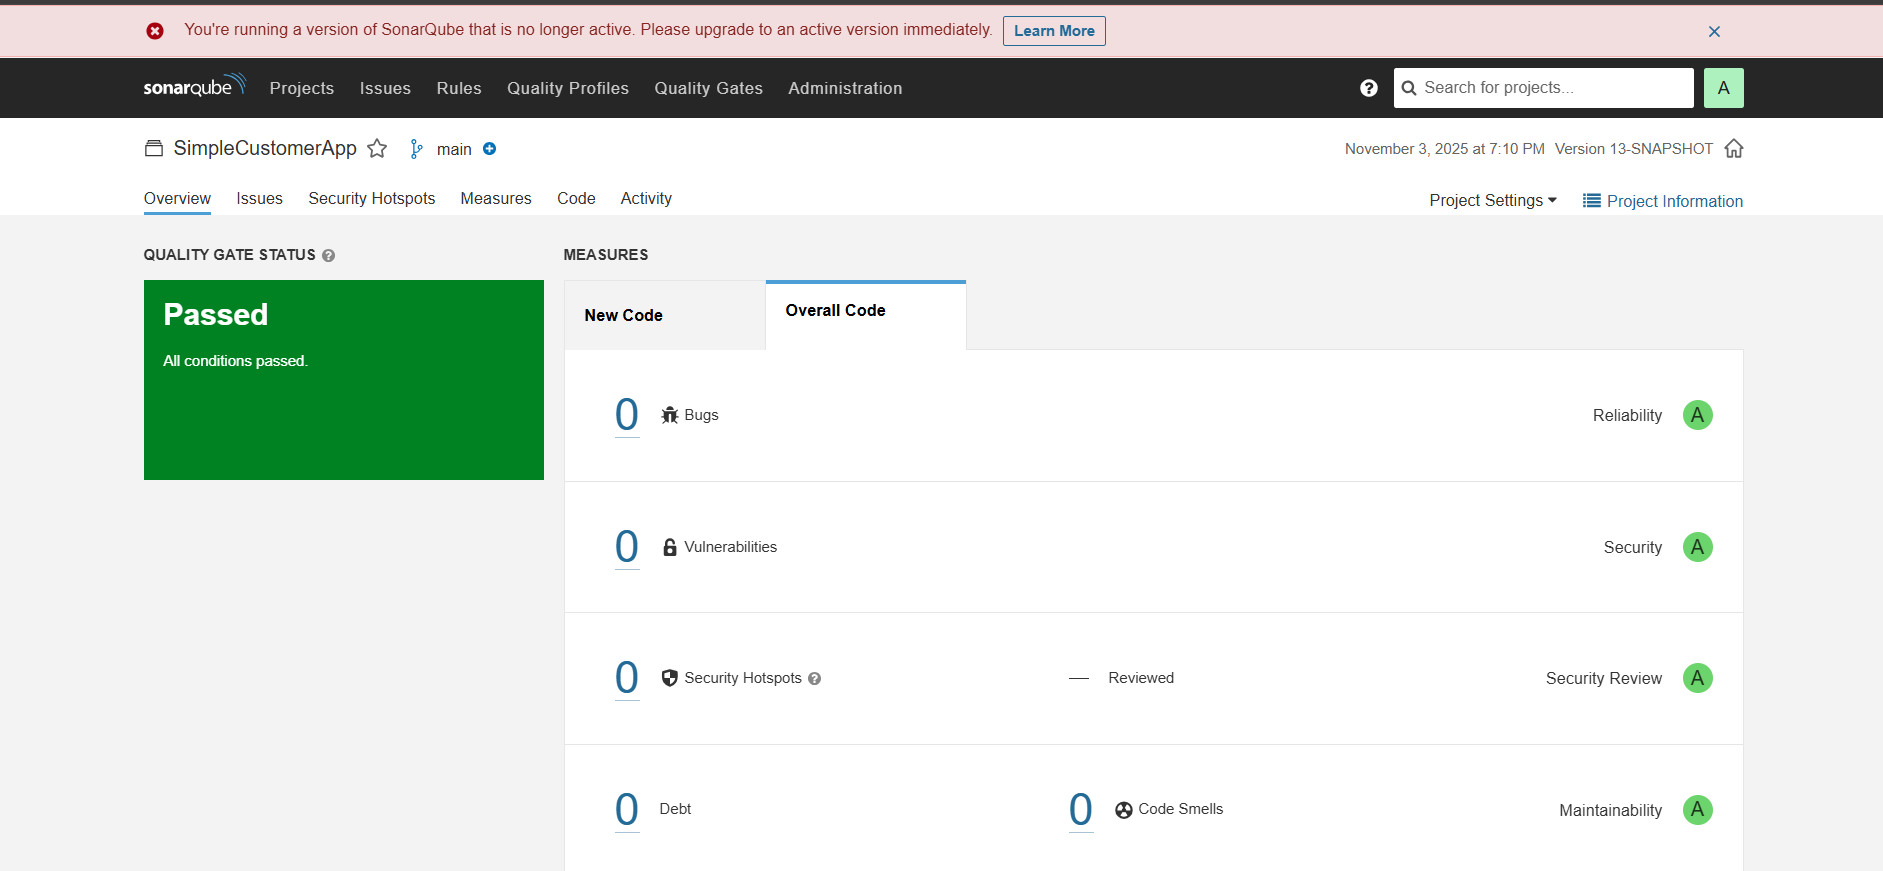 You're running a version of SonarQube that is no longer active. Please upgrade to an active version immediately. Learn More
sonarqube Projects Issues Rules Quality Profiles Quality Gates Administration Search for projects... A
SimpleCustomerApp main November 3, 2025 at 7:10 PM Version 13-SNAPSHOT
Overview Issues Security Hotspots Measures Code Activity Project Settings Project Information
QUALITY GATE STATUS MEASURES
Passed
All conditions passed.
New Code Overall Code
0 Bugs Reliability A
0 Vulnerabilities Security A
0 Security Hotspots — Reviewed Security Review A
0 Debt 0 Code Smells Maintainability A